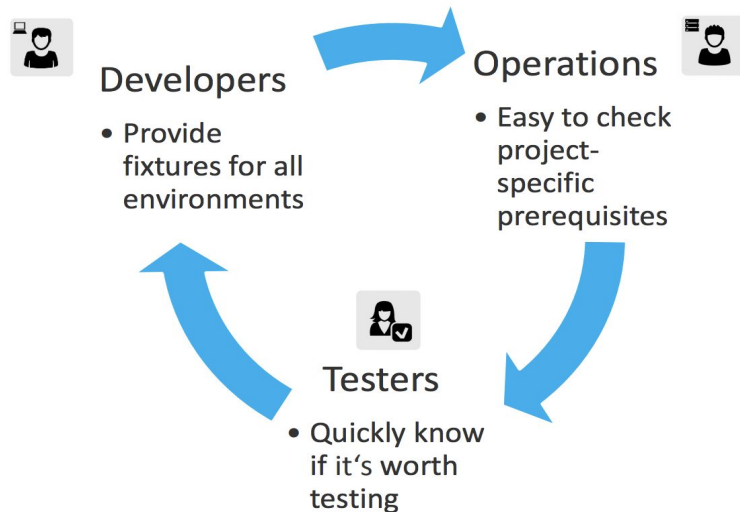 Developers
• Provide
fixtures for all
environments
Operations
• Easy to check
project-
specific
prerequisites
Testers
• Quickly know
if it‘s worth
testing